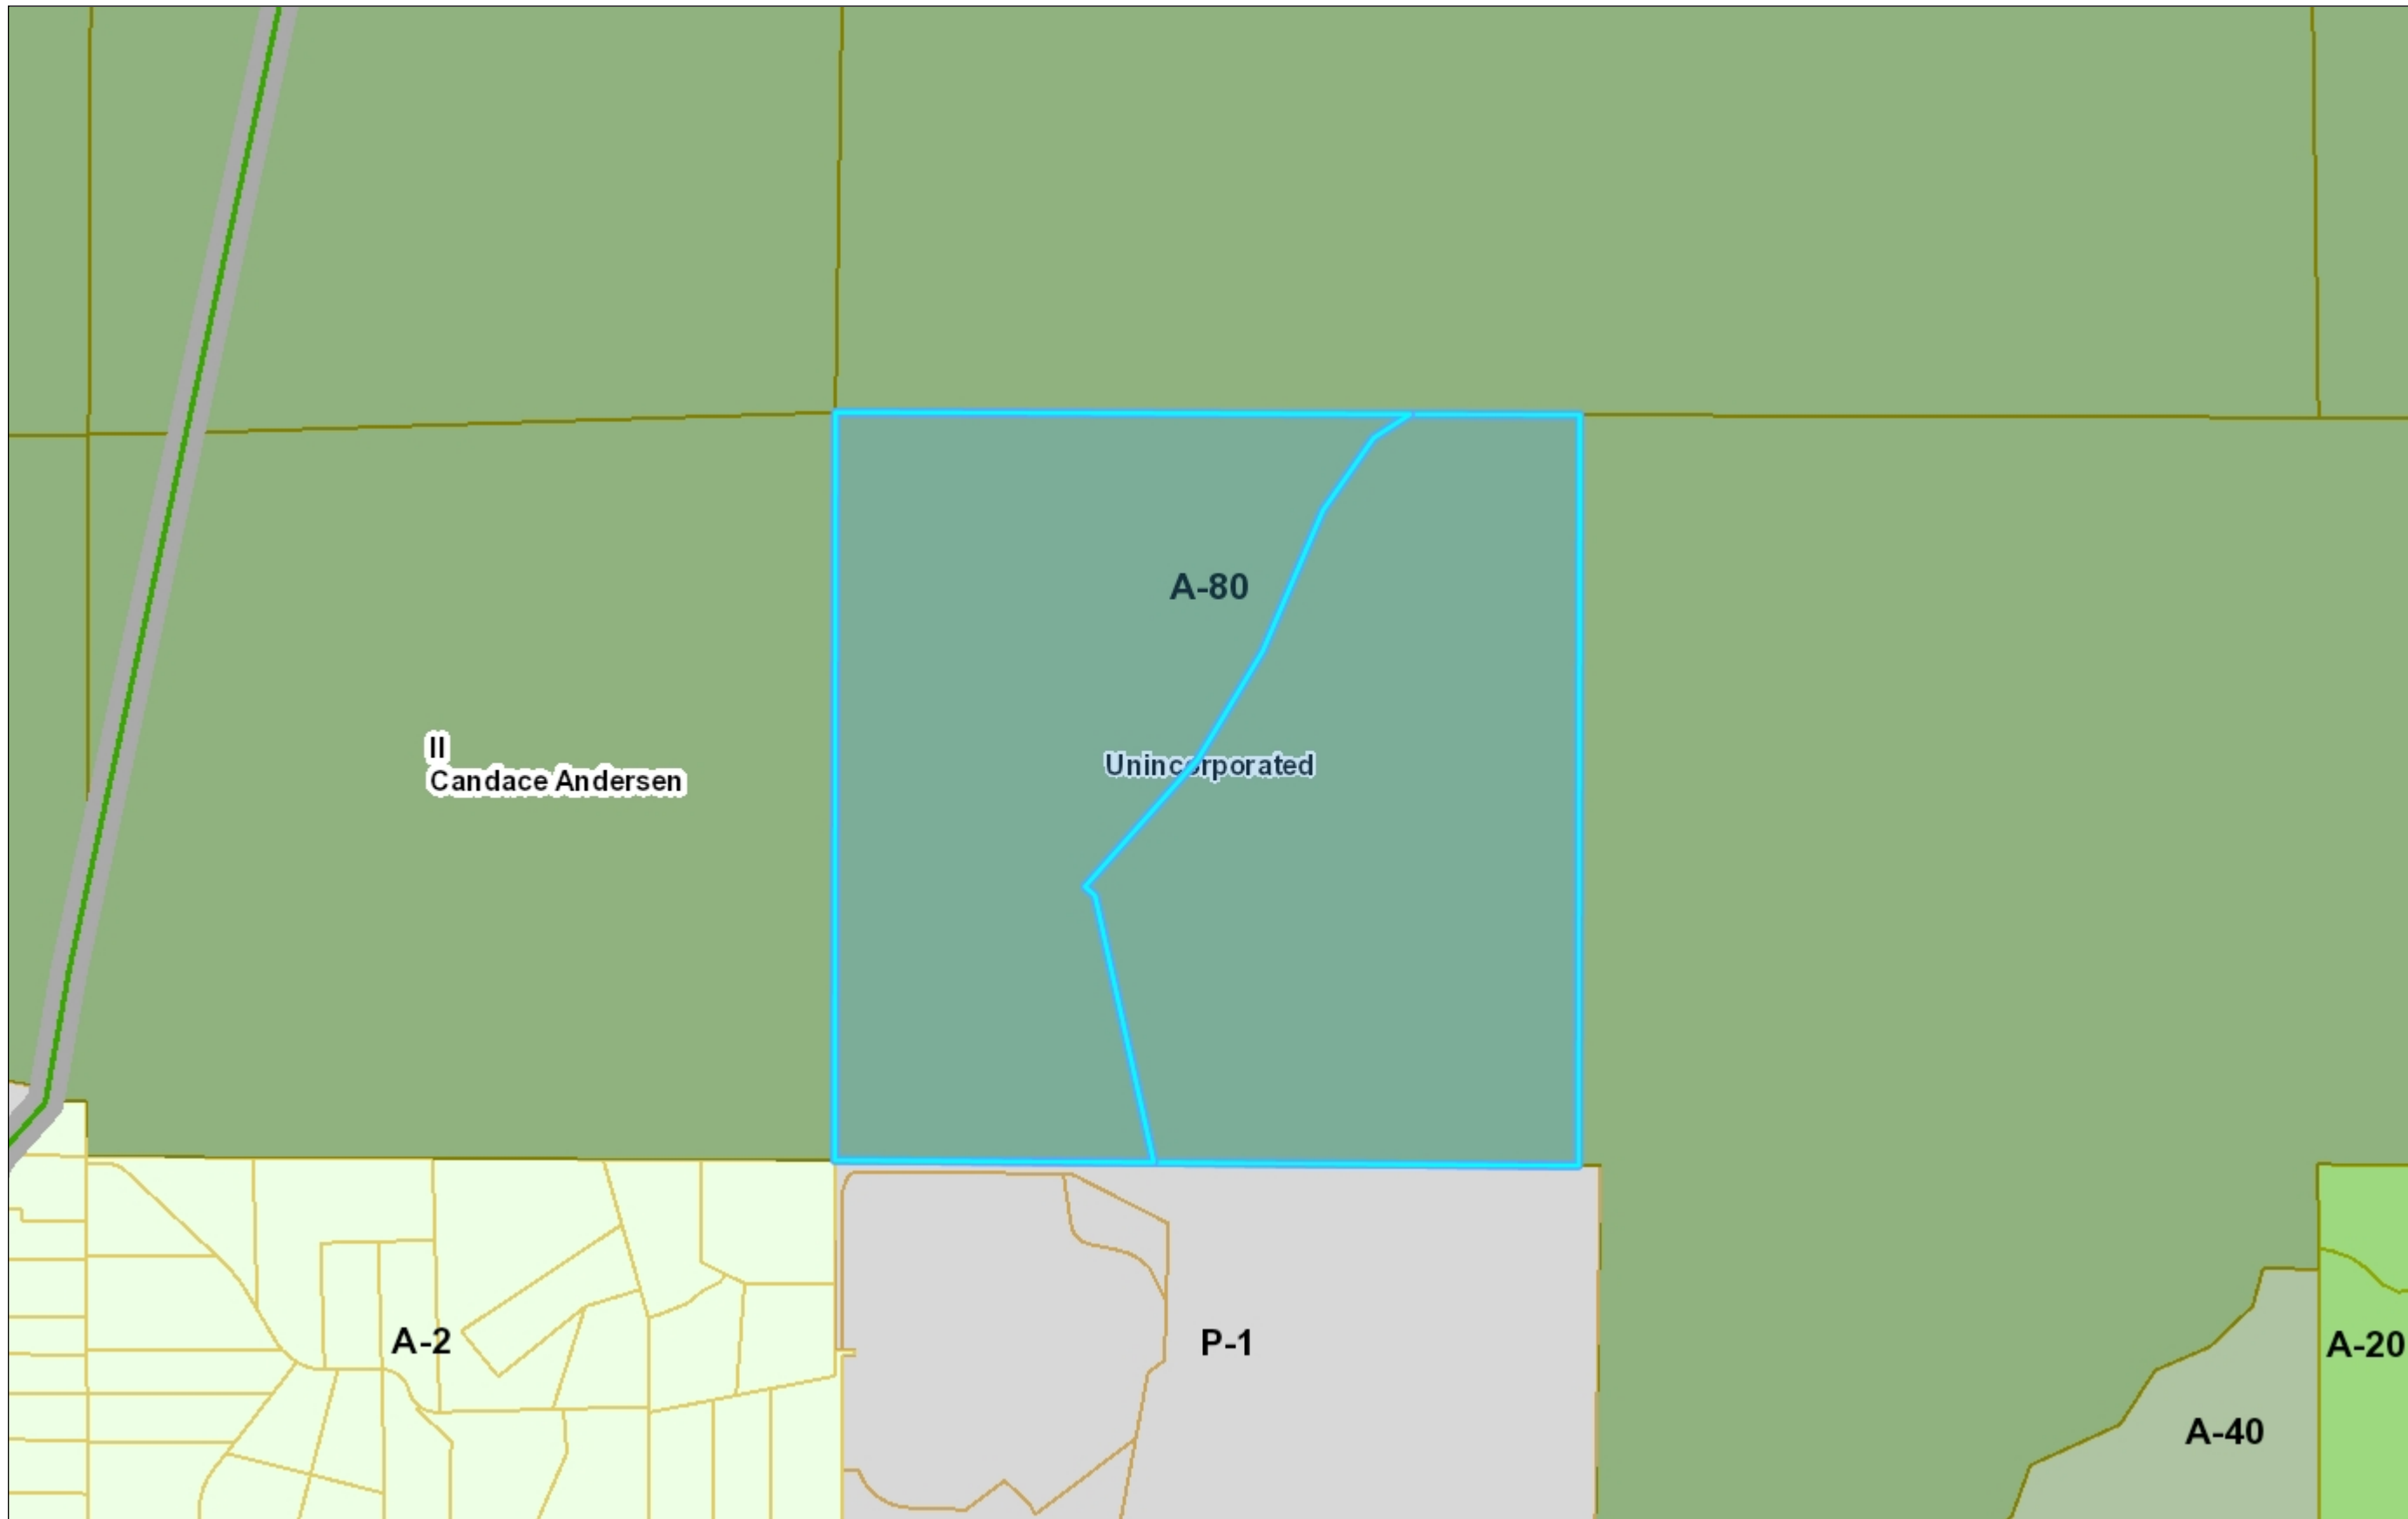 A-80
II
Candace Andersen
Unincorporated
A-2
P-1
A-20
A-40